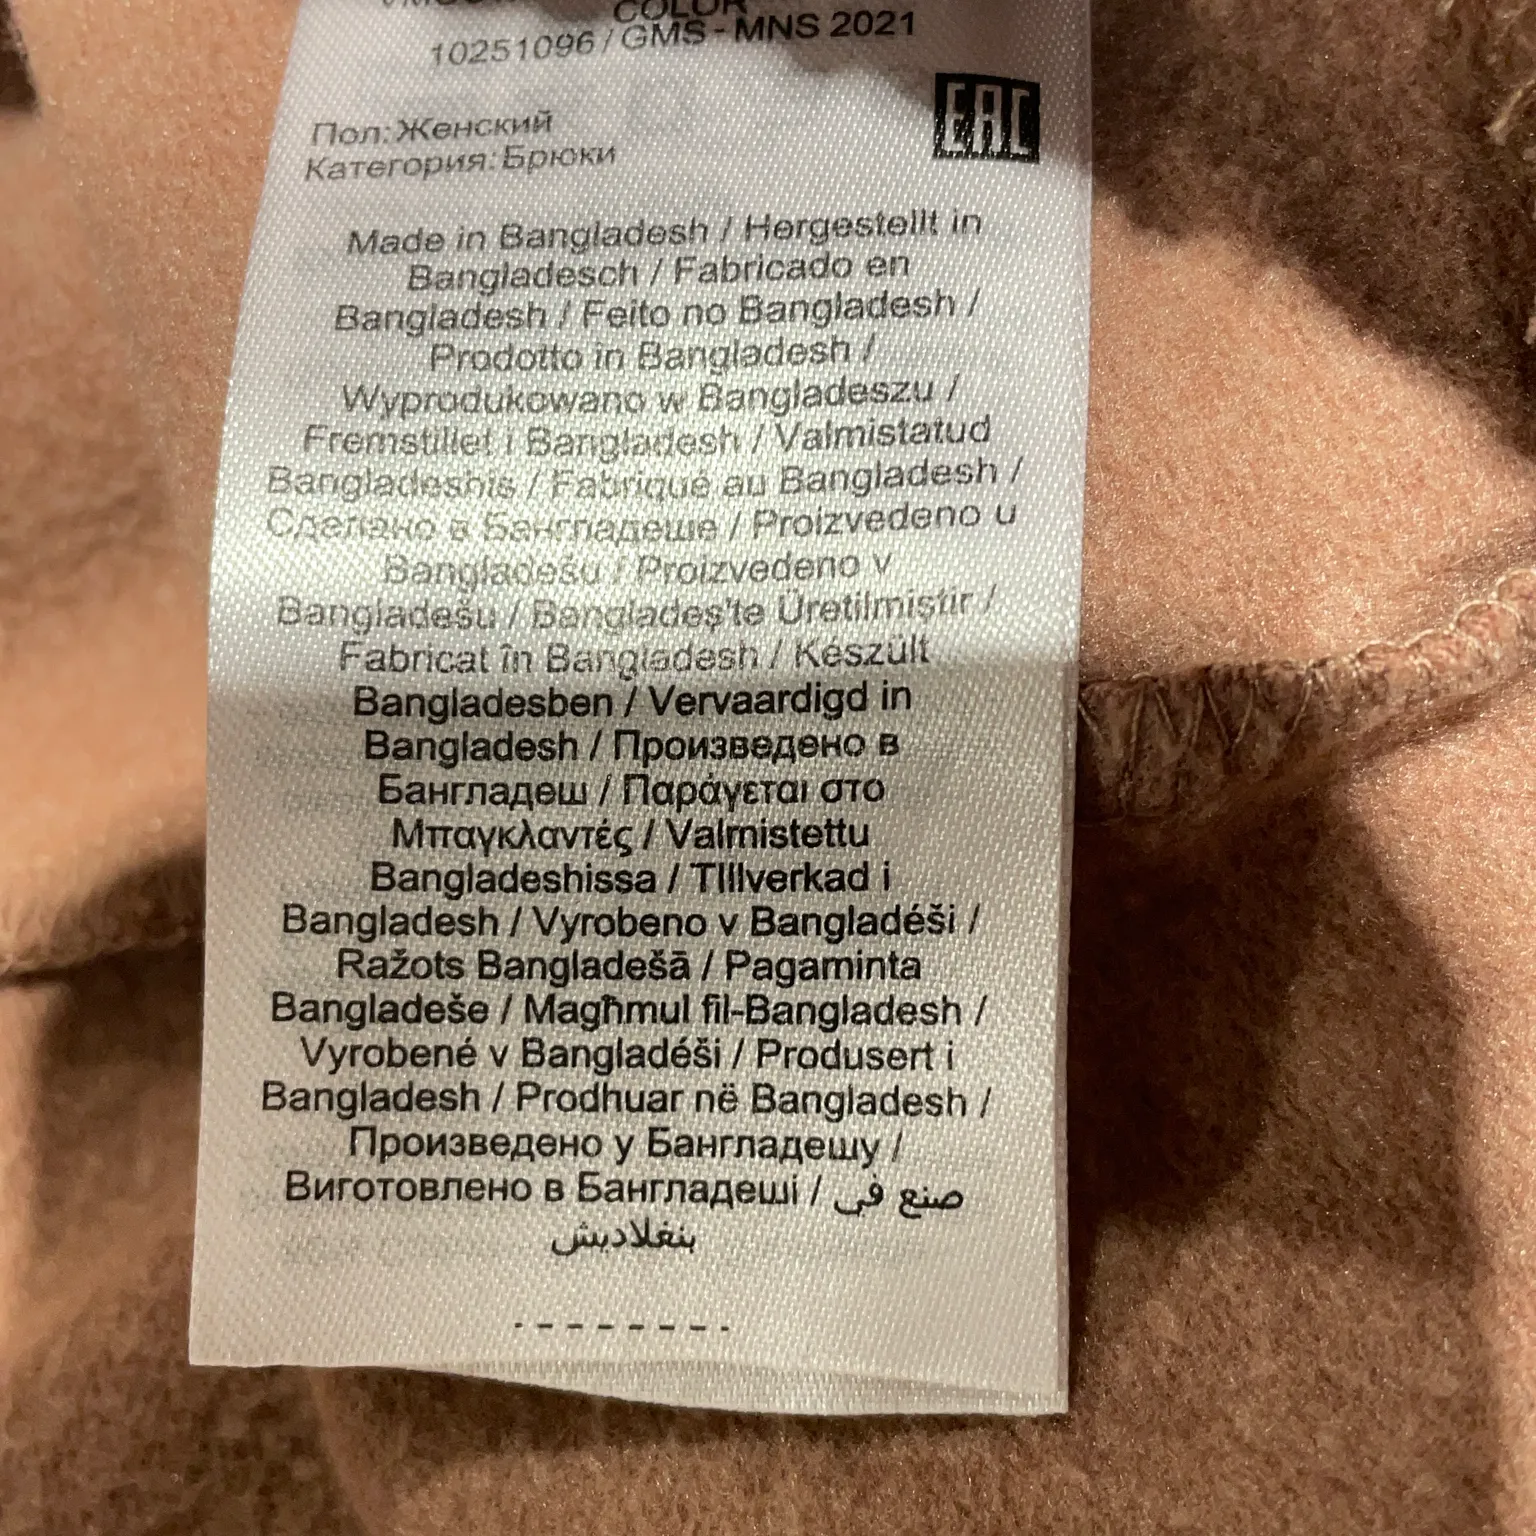 COLOR
10251096 / GMS - MNS 2021
EAC
Пол: Женский
Категория: Брюки
Made in Bangladesh / Hergestellt in
Bangladesch / Fabricado en
Bangladesh / Feito no Bangladesh /
Prodotto in Bangladesh /
Wyprodukowano w Bangladeszu /
Fremstillet i Bangladesh / Valmistatud
Bangladeshis / Fabriqué au Bangladesh /
Сделано в Бангладеше / Proizvedeno u
Bangladešu / Proizvedeno v
Bangladešu / Bangladeş'te Üretilmiştir /
Fabricat în Bangladesh / Készült
Bangladesben / Vervaardigd in
Bangladesh / Произведено в
Бангладеш / Παράγεται στο
Μπαγκλαντές / Valmistettu
Bangladeshissa / TIllverkad i
Bangladesh / Vyrobeno v Bangladéši /
Ražots Bangladešā / Pagaminta
Bangladeše / Magħmul fil-Bangladesh /
Vyrobené v Bangladéši / Produsert i
Bangladesh / Prodhuar në Bangladesh /
Произведено у Бангладешу /
Виготовлено в Бангладеші / صنع في
بنغلاديش